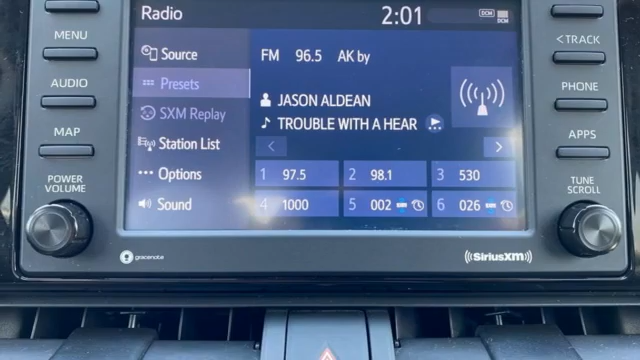 Radio 2:01 DCM DCM
MENU
AUDIO
MAP
POWER
VOLUME
Source
Presets
SXM Replay
Station List
Options
Sound
FM 96.5 AK by
JASON ALDEAN
TROUBLE WITH A HEAR
< >
1 97.5 2 98.1 3 530
4 1000 5 002 6 026
< TRACK
PHONE
APPS
TUNE
SCROLL
gracenote
SiriusXM